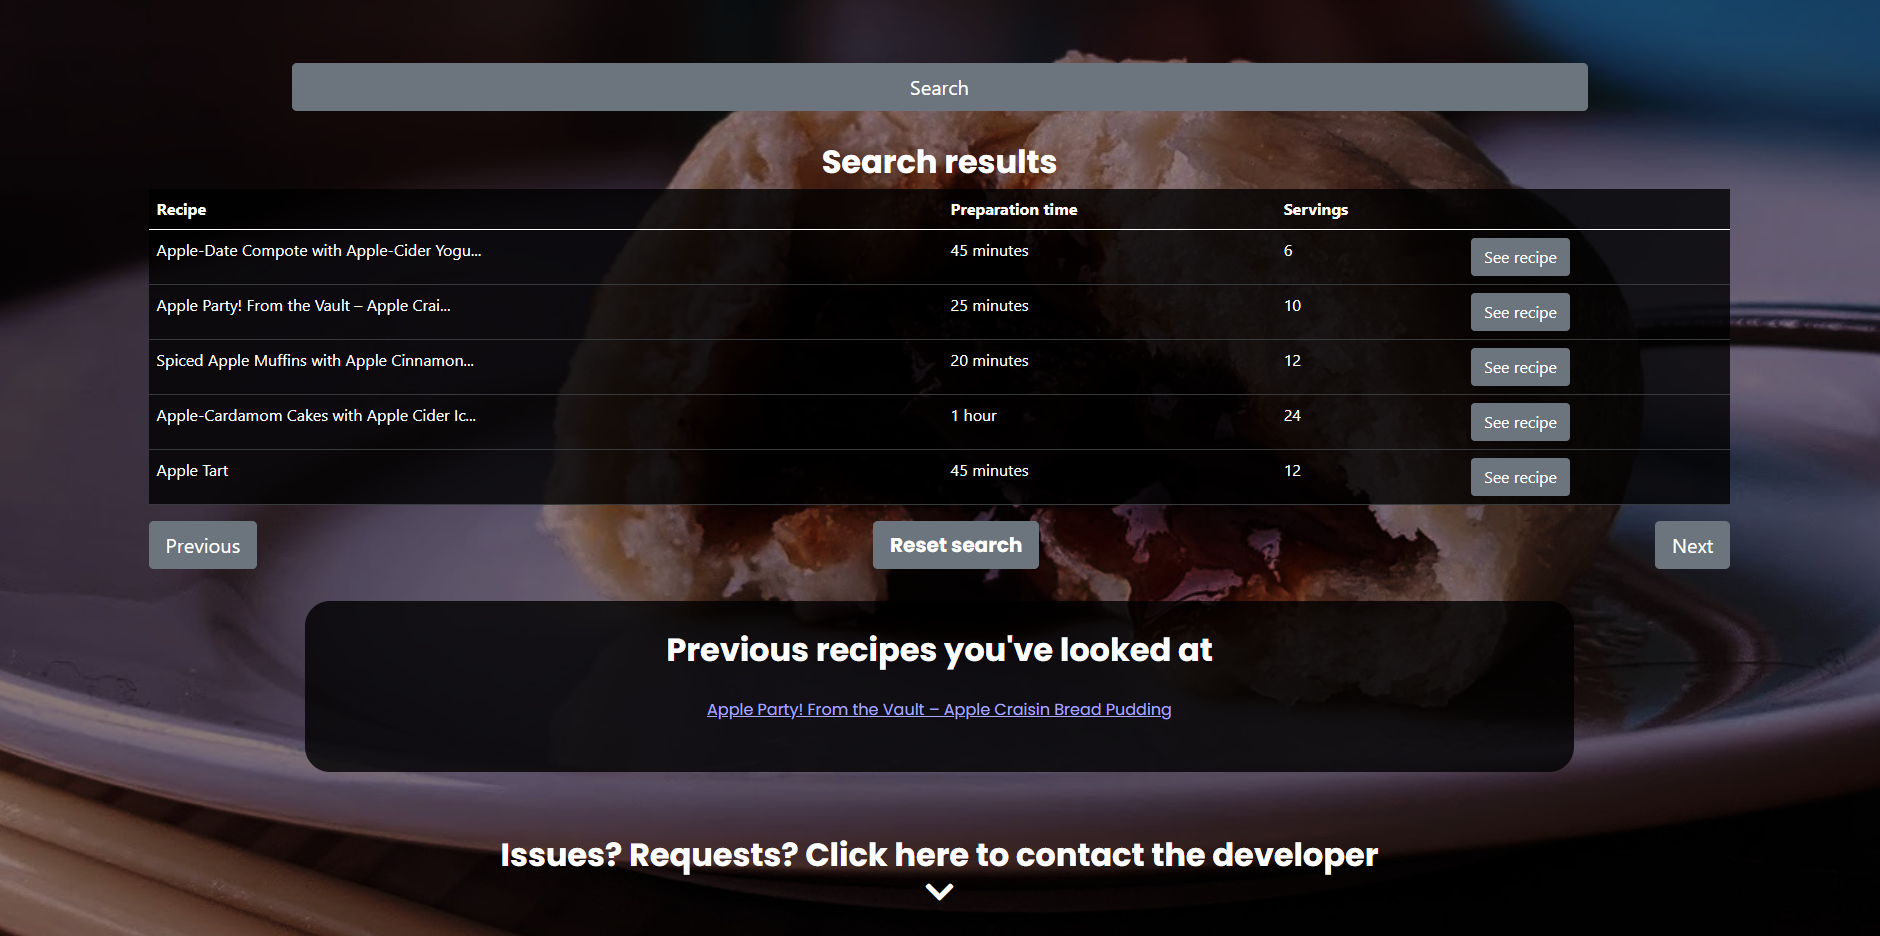 Search
Search results
Recipe Preparation time Servings
Apple-Date Compote with Apple-Cider Yogu... 45 minutes 6 See recipe
Apple Party! From the Vault – Apple Crai... 25 minutes 10 See recipe
Spiced Apple Muffins with Apple Cinnamon... 20 minutes 12 See recipe
Apple-Cardamom Cakes with Apple Cider Ic... 1 hour 24 See recipe
Apple Tart 45 minutes 12 See recipe
Previous Reset search Next
Previous recipes you've looked at
Apple Party! From the Vault – Apple Craisin Bread Pudding
Issues? Requests? Click here to contact the developer